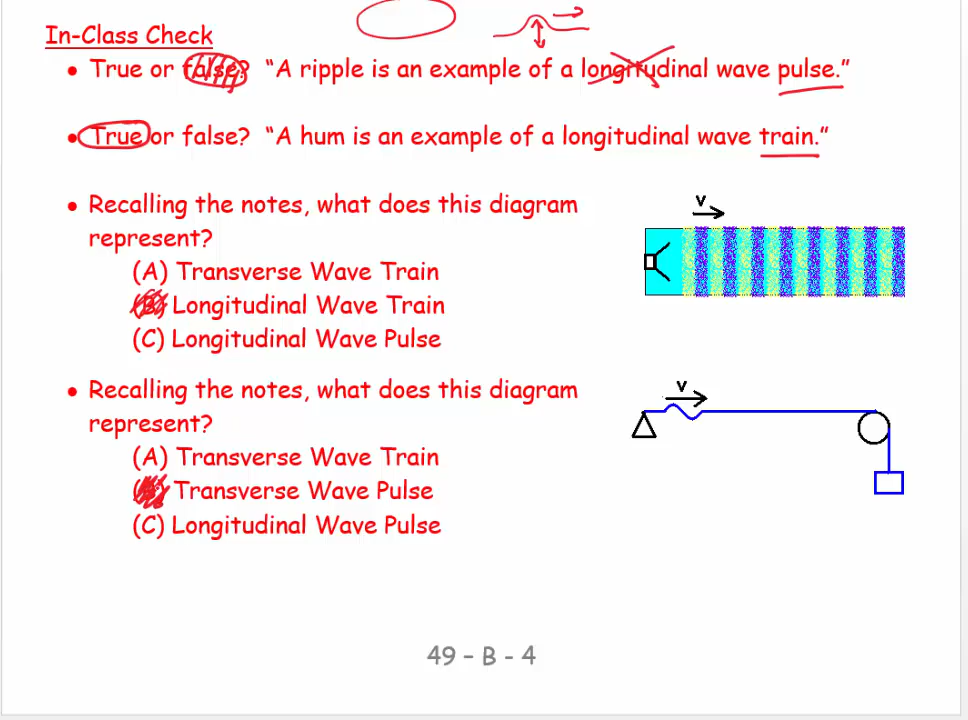 In-Class Check
• True or false? “A ripple is an example of a longitudinal wave pulse.”
• True or false? “A hum is an example of a longitudinal wave train.”
• Recalling the notes, what does this diagram
represent?
(A) Transverse Wave Train
(B) Longitudinal Wave Train
(C) Longitudinal Wave Pulse
v
• Recalling the notes, what does this diagram
represent?
(A) Transverse Wave Train
Transverse Wave Pulse
(C) Longitudinal Wave Pulse
v
49 – B - 4